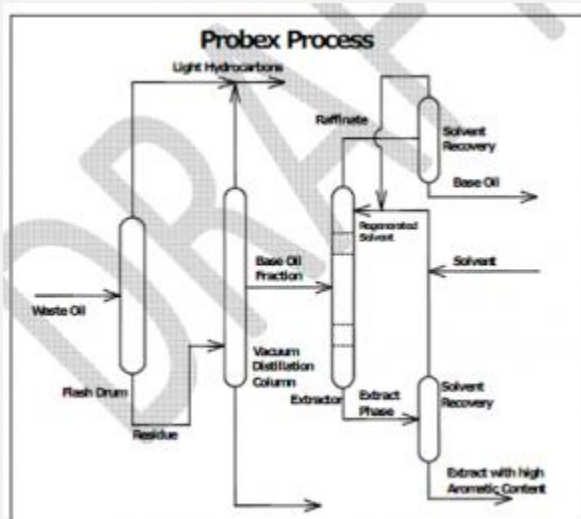 Probex Process
Light Hydrocarbons
Raffinate
Solvent
Recovery
Base Oil
Regenerated
Solvent
Base Oil
Fraction
Solvent
Waste Oil
Vacuum
Distillation
Column
Flash Drum
Extractor
Extract
Phase
Solvent
Recovery
Residue
Extract with high
Aromatic Content
DRAFT